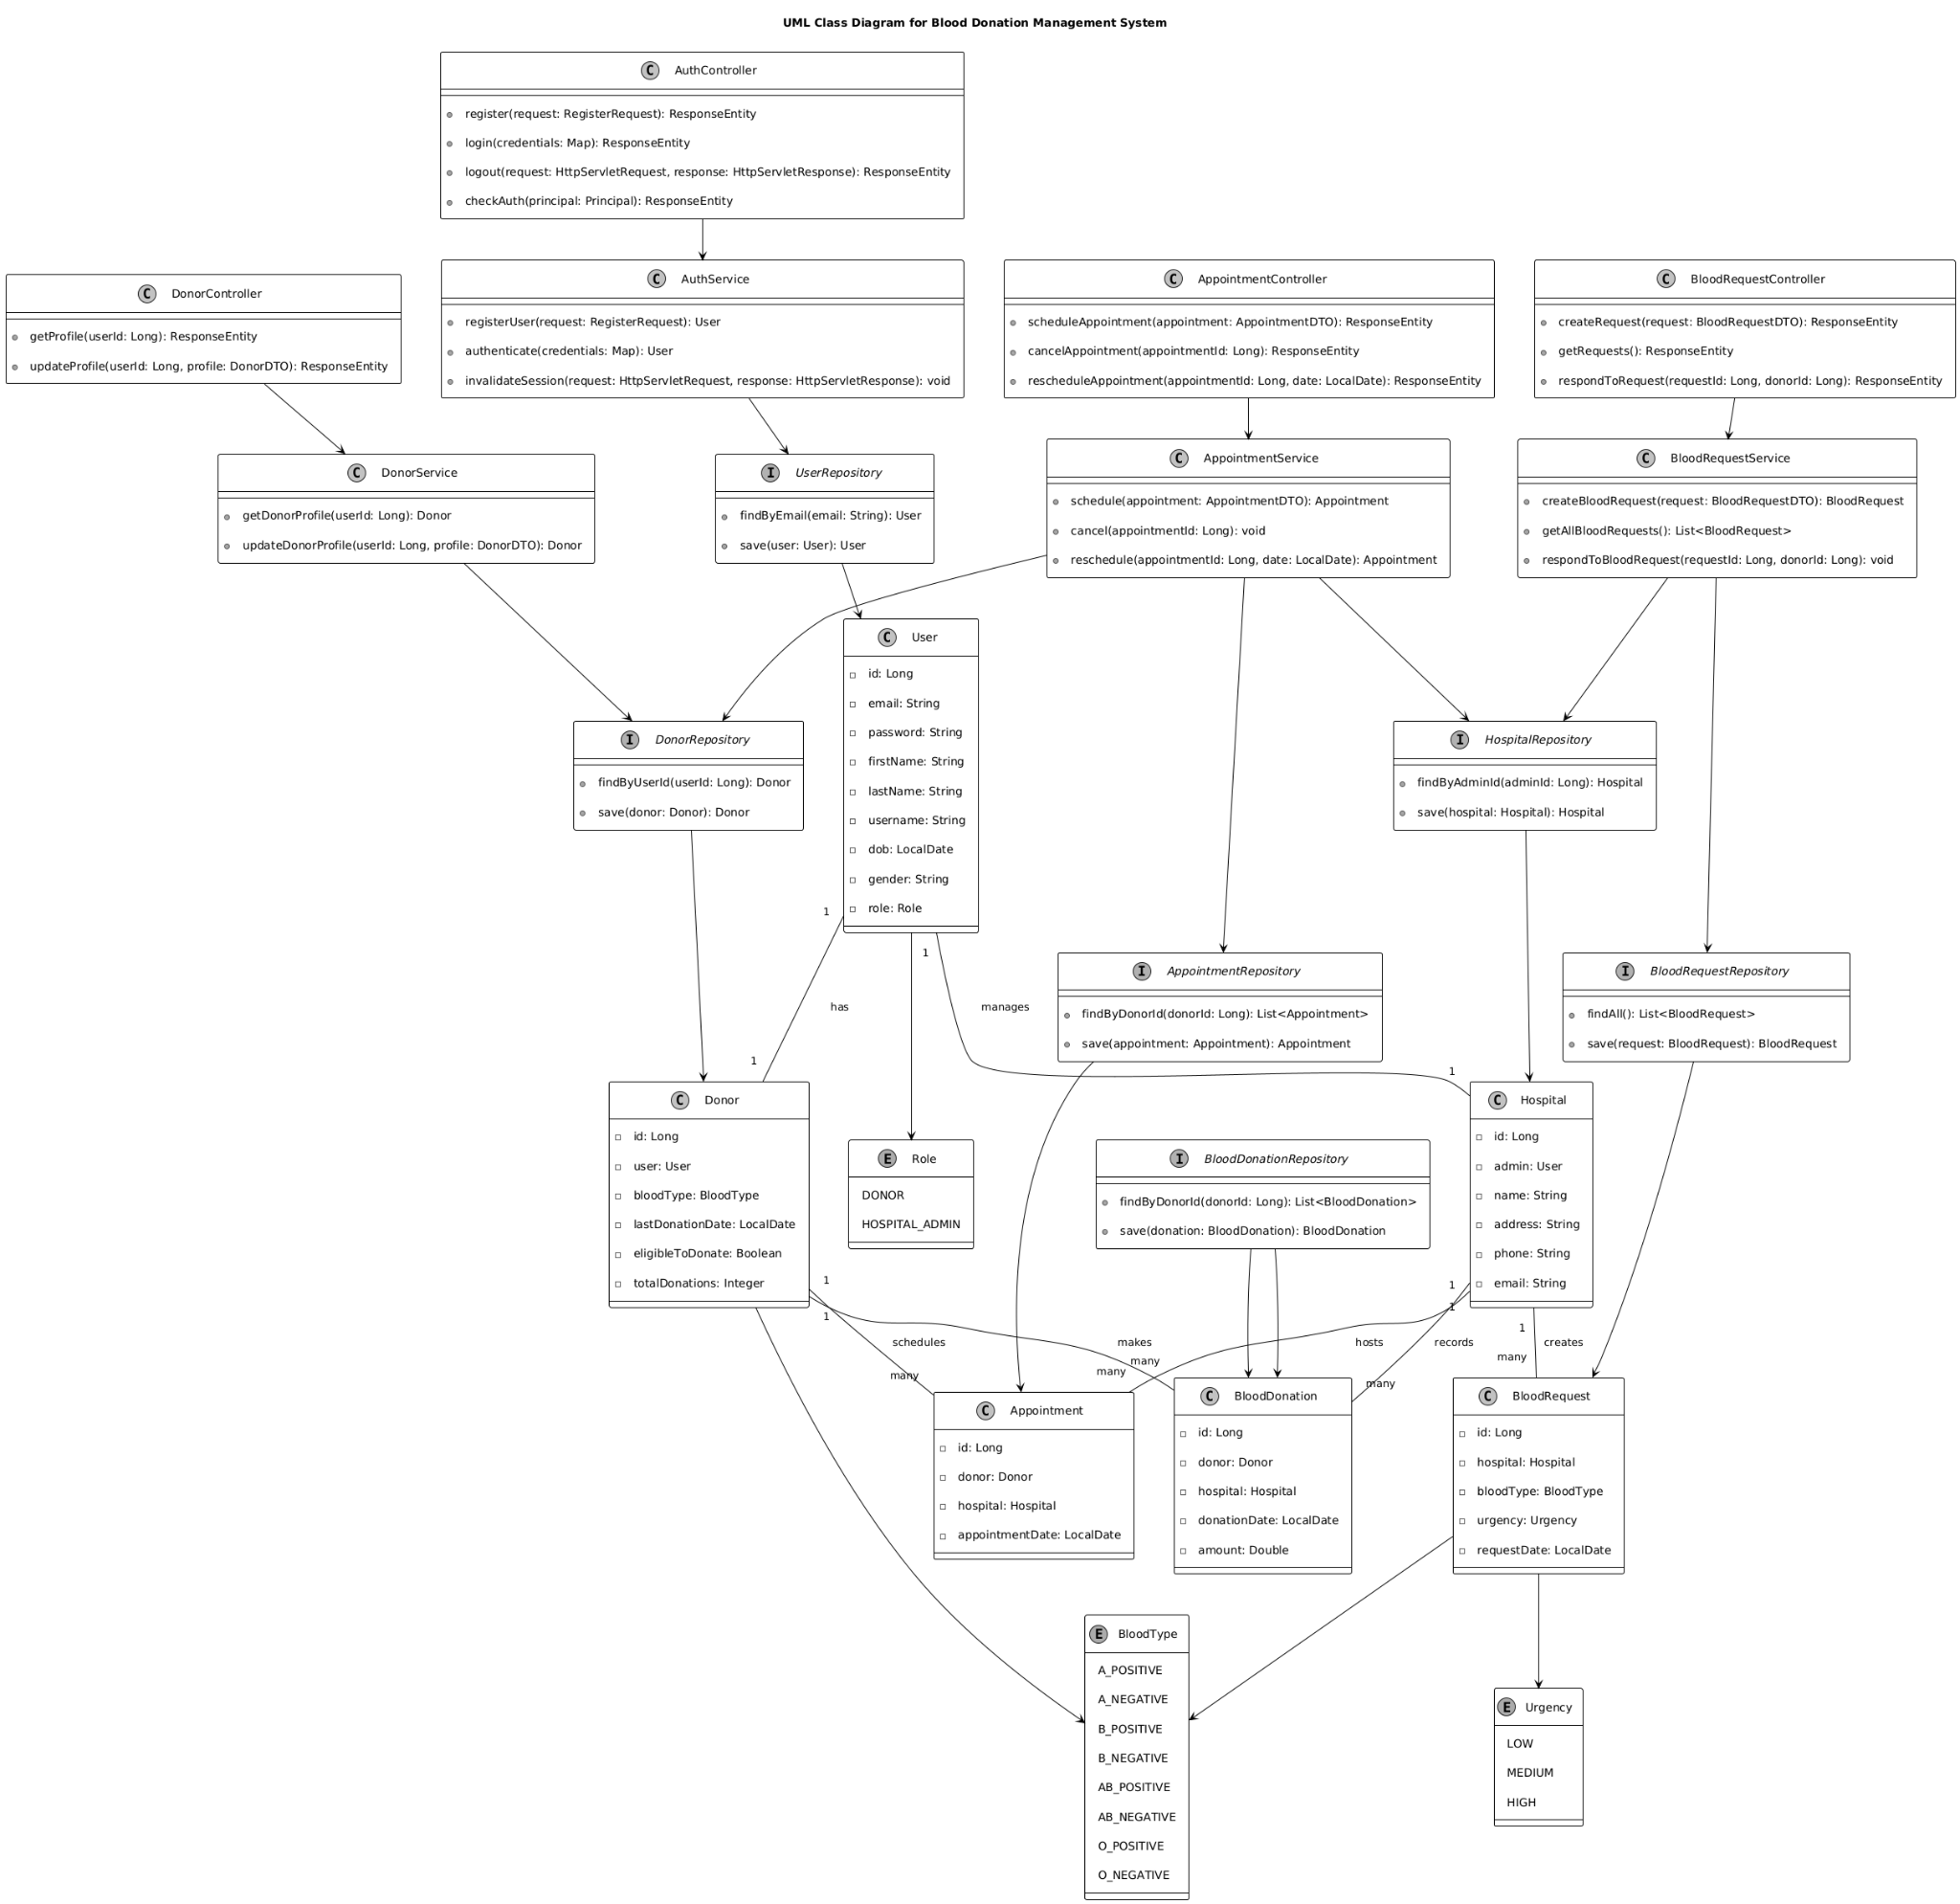 UML Class Diagram for Blood Donation Management System
C AuthController
register(request: RegisterRequest): ResponseEntity
login(credentials: Map): ResponseEntity
logout(request: HttpServletRequest, response: HttpServletResponse): ResponseEntity
checkAuth(principal: Principal): ResponseEntity
C DonorController
getProfile(userId: Long): ResponseEntity
updateProfile(userId: Long, profile: DonorDTO): ResponseEntity
C AuthService
registerUser(request: RegisterRequest): User
authenticate(credentials: Map): User
invalidateSession(request: HttpServletRequest, response: HttpServletResponse): void
C AppointmentController
scheduleAppointment(appointment: AppointmentDTO): ResponseEntity
cancelAppointment(appointmentId: Long): ResponseEntity
rescheduleAppointment(appointmentId: Long, date: LocalDate): ResponseEntity
C BloodRequestController
createRequest(request: BloodRequestDTO): ResponseEntity
getRequests(): ResponseEntity
respondToRequest(requestId: Long, donorId: Long): ResponseEntity
C DonorService
getDonorProfile(userId: Long): Donor
updateDonorProfile(userId: Long, profile: DonorDTO): Donor
I UserRepository
findByEmail(email: String): User
save(user: User): User
C AppointmentService
schedule(appointment: AppointmentDTO): Appointment
cancel(appointmentId: Long): void
reschedule(appointmentId: Long, date: LocalDate): Appointment
C BloodRequestService
createBloodRequest(request: BloodRequestDTO): BloodRequest
getAllBloodRequests(): List<BloodRequest>
respondToBloodRequest(requestId: Long, donorId: Long): void
C User
id: Long
email: String
password: String
firstName: String
lastName: String
username: String
dob: LocalDate
gender: String
role: Role
I DonorRepository
findByUserId(userId: Long): Donor
save(donor: Donor): Donor
I HospitalRepository
findByAdminId(adminId: Long): Hospital
save(hospital: Hospital): Hospital
1
1
has
1
manages
1
I AppointmentRepository
findByDonorId(donorId: Long): List<Appointment>
save(appointment: Appointment): Appointment
I BloodRequestRepository
findAll(): List<BloodRequest>
save(request: BloodRequest): BloodRequest
C Donor
id: Long
user: User
bloodType: BloodType
lastDonationDate: LocalDate
eligibleToDonate: Boolean
totalDonations: Integer
E Role
DONOR
HOSPITAL_ADMIN
I BloodDonationRepository
findByDonorId(donorId: Long): List<BloodDonation>
save(donation: BloodDonation): BloodDonation
C Hospital
id: Long
admin: User
name: String
address: String
phone: String
email: String
1
1
schedules
many
makes
many
many
1
1
hosts
records
many
1
creates
many
C Appointment
id: Long
donor: Donor
hospital: Hospital
appointmentDate: LocalDate
C BloodDonation
id: Long
donor: Donor
hospital: Hospital
donationDate: LocalDate
amount: Double
C BloodRequest
id: Long
hospital: Hospital
bloodType: BloodType
urgency: Urgency
requestDate: LocalDate
E BloodType
A_POSITIVE
A_NEGATIVE
B_POSITIVE
B_NEGATIVE
AB_POSITIVE
AB_NEGATIVE
O_POSITIVE
O_NEGATIVE
E Urgency
LOW
MEDIUM
HIGH